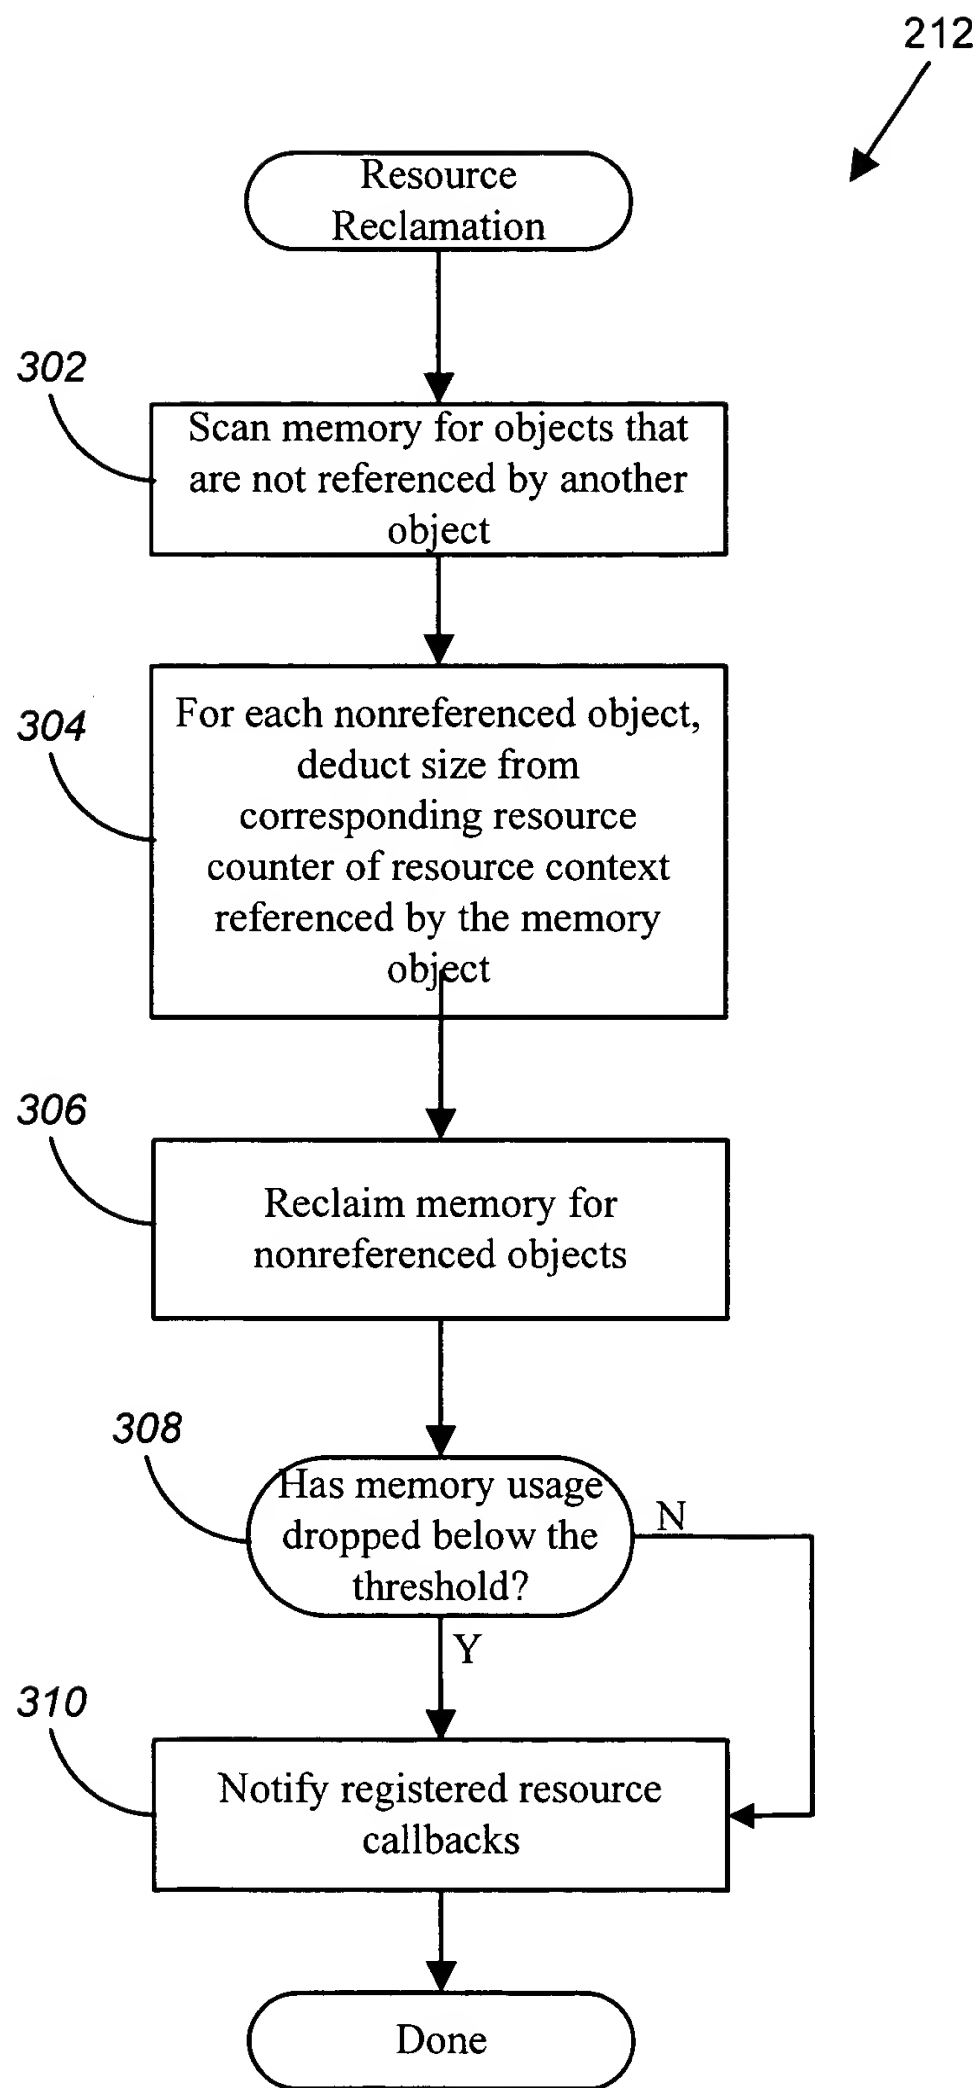 212
Resource
Reclamation
302
Scan memory for objects that
are not referenced by another
object
304
For each nonreferenced object,
deduct size from
corresponding resource
counter of resource context
referenced by the memory
object
306
Reclaim memory for
nonreferenced objects
308
Has memory usage
dropped below the
threshold?
N
Y
310
Notify registered resource
callbacks
Done